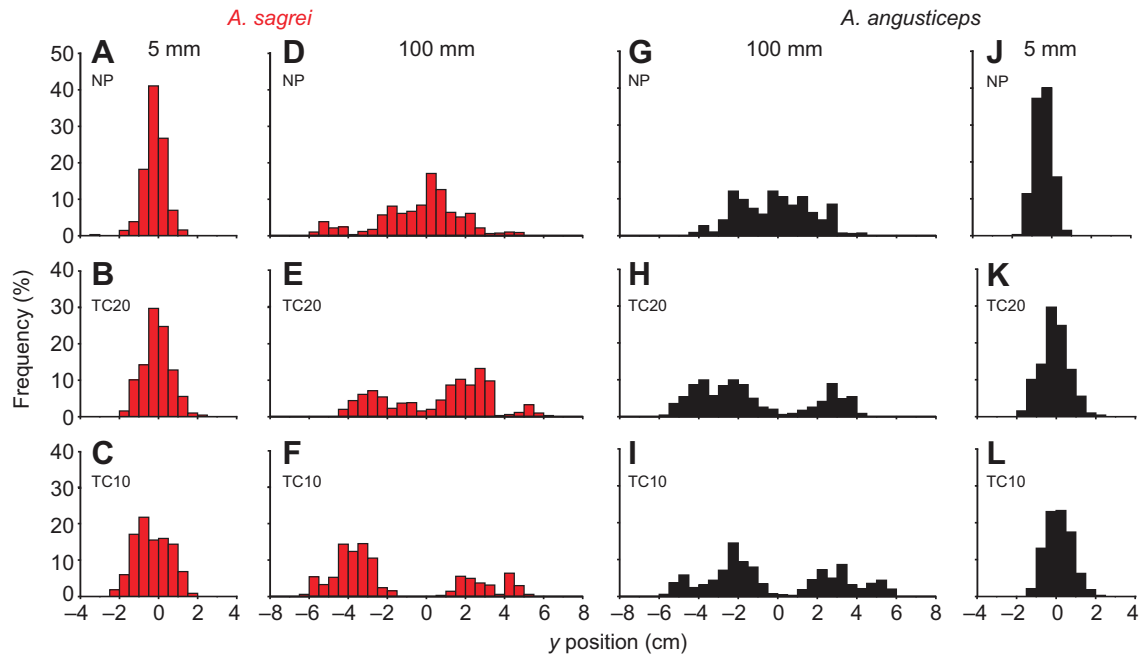 A. sagrei A. angusticeps
A 5 mm D 100 mm G 100 mm J 5 mm
NP NP NP NP
50
40
30
20
10
0
B E H K
TC20 TC20 TC20 TC20
40
30
20
10
0
C F I L
TC10 TC10 TC10 TC10
40
30
20
10
0
Frequency (%)
–4 –2 0 2 4 –8 –6 –4 –2 0 2 4 6 8 –8 –6 –4 –2 0 2 4 6 8 –4 –2 0 2 4
y position (cm)